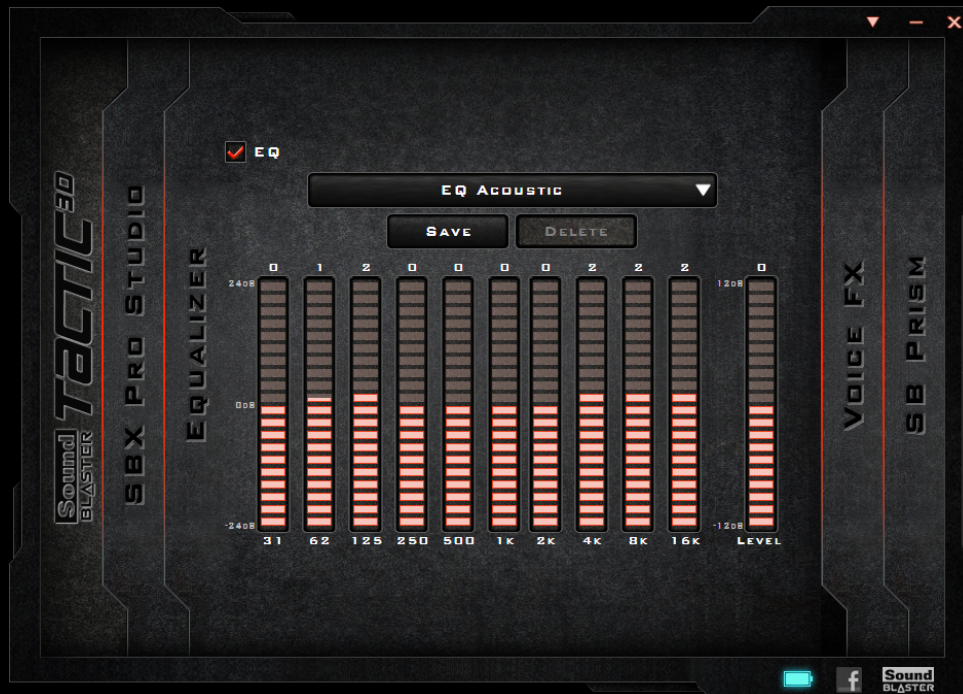 Sound
BLASTER
TACTIC3D
SBX PRO STUDIO
EQUALIZER
EQ
EQ ACOUSTIC
SAVE
DELETE
0 1 2 0 0 0 0 2 2 2 0
24dB 12dB
0dB
-24dB -12dB
31 62 125 250 500 1K 2K 4K 8K 16K LEVEL
VOICE FX
SB PRISM
f
Sound
BLASTER